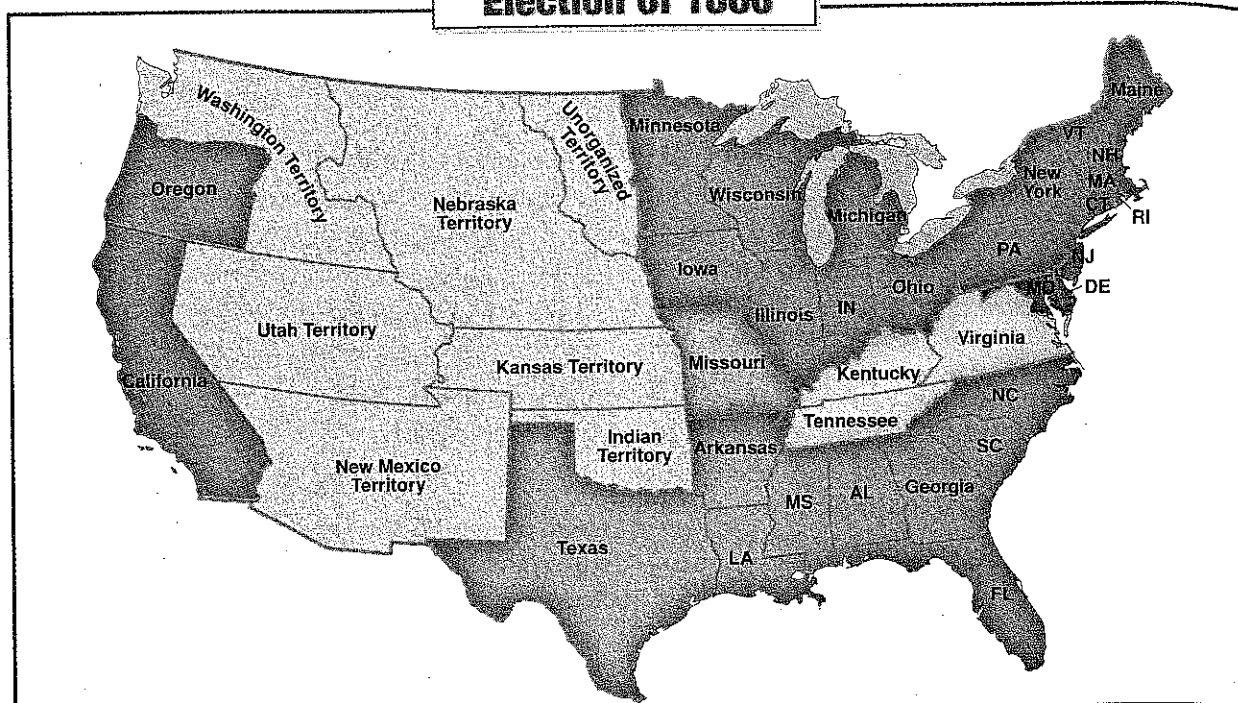 Election of
Maine
Washington Territory
Unorganized
Territory
Minnesota
VT
NH
Oregon
Wisconsin
New
York
MA
Nebraska
Territory
Michigan
CT
RI
PA
Iowa
NJ
Ohio
MD
DE
Illinois
IN
Utah Territory
Virginia
Kansas Territory
Missouri
California
Kentucky
NC
Tennessee
Indian
Territory
Arkansas
SC
New Mexico
Territory
MS
AL
Georgia
Texas
LA
FL